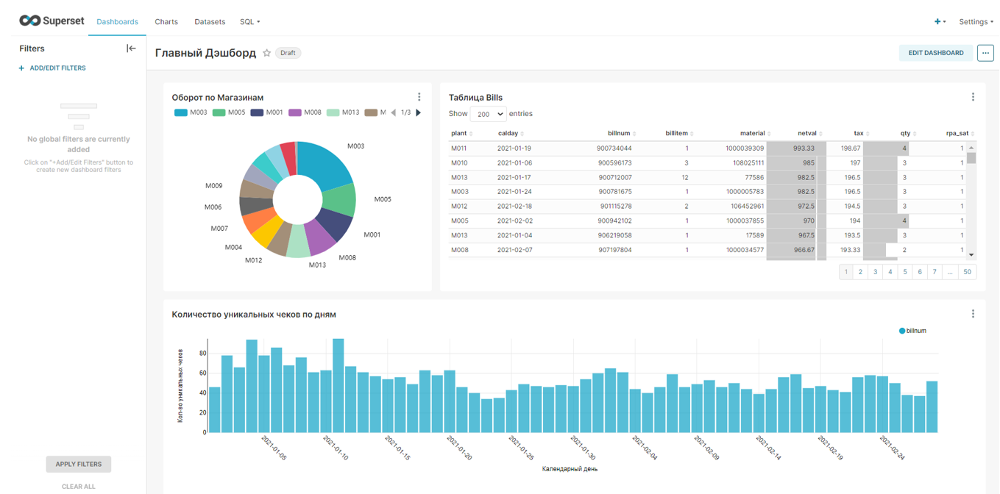 Superset Dashboards Charts Datasets SQL Settings
Filters
ADD/EDIT FILTERS
No global filters are currently
added
Click on "+Add/Edit Filters" button to
create new dashboard filters
APPLY FILTERS
CLEAR ALL
Главный Дэшборд Draft EDIT DASHBOARD ...
Оборот по Магазинам
M003 M005 M001 M008 M013 M 1/3
M003
M005
M001
M008
M013
M012
M004
M007
M006
M009
Таблица Bills
Show 200 entries
plant calday billnum billitem material netval tax qty rpa_sat
M011 2021-01-19 900734044 1 1000039309 993.33 198.67 4 1
M010 2021-01-06 900596173 3 108025111 985 197 3 1
M013 2021-01-17 900712007 12 77586 982.5 196.5 3 1
M003 2021-01-24 900781675 1 1000005783 982.5 196.5 3 1
M012 2021-02-18 901115278 2 106452961 972.5 194.5 3 1
M005 2021-02-02 900942102 1 1000037855 970 194 4 1
M013 2021-01-04 906219058 1 17589 967.5 193.5 3 1
M008 2021-02-07 907197804 1 1000034577 966.67 193.33 2 1
1 2 3 4 5 6 7 ... 50
Количество уникальных чеков по дням
billnum
Кол-во уникальных чеков
80
60
40
20
0
2021-01-05 2021-01-10 2021-01-15 2021-01-20 2021-01-25 2021-01-30 2021-02-04 2021-02-09 2021-02-14 2021-02-19 2021-02-24
Календарный день